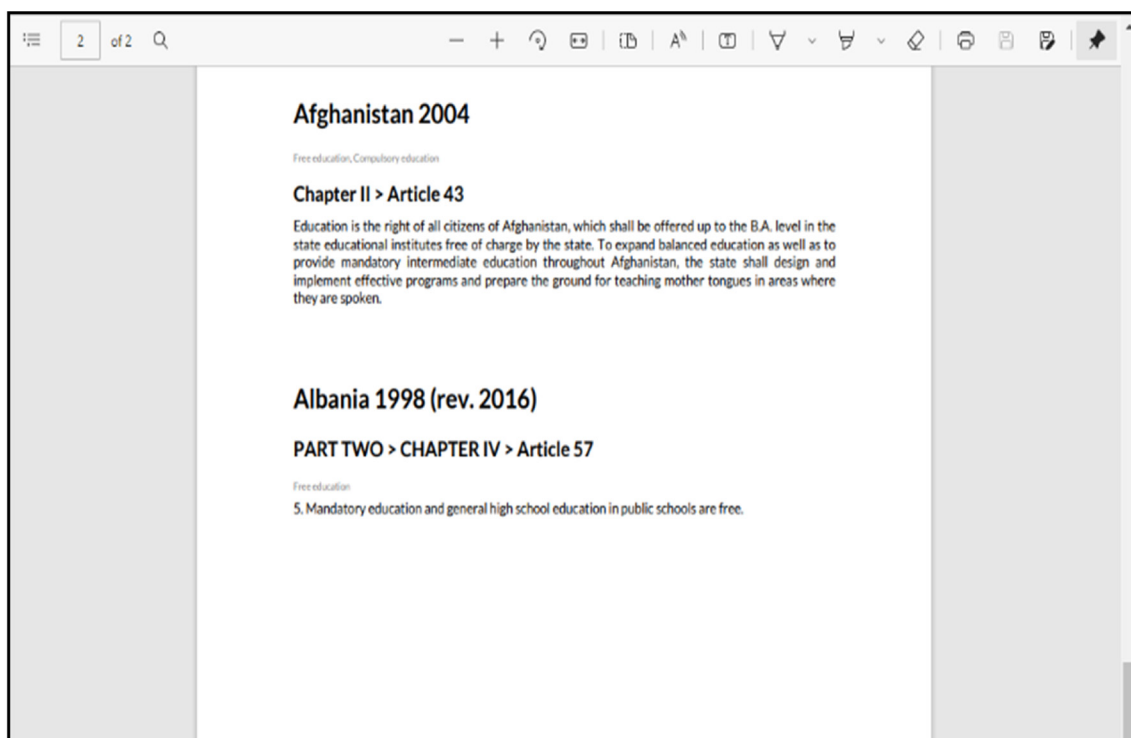 2 of 2
Afghanistan 2004
Free education, Compulsory education
Chapter II > Article 43
Education is the right of all citizens of Afghanistan, which shall be offered up to the B.A. level in the
state educational institutes free of charge by the state. To expand balanced education as well as to
provide mandatory intermediate education throughout Afghanistan, the state shall design and
implement effective programs and prepare the ground for teaching mother tongues in areas where
they are spoken.
Albania 1998 (rev. 2016)
PART TWO > CHAPTER IV > Article 57
Free education
5. Mandatory education and general high school education in public schools are free.